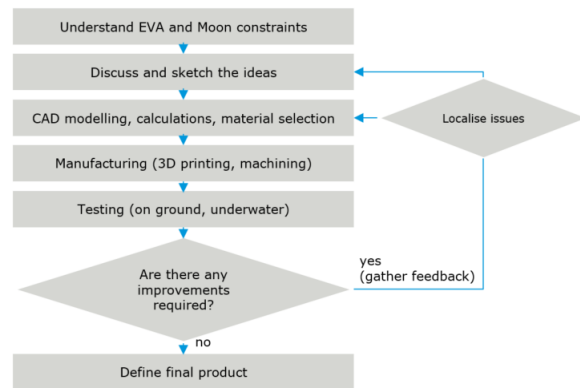 Understand EVA and Moon constraints
Discuss and sketch the ideas
CAD modelling, calculations, material selection
Localise issues
Manufacturing (3D printing, machining)
Testing (on ground, underwater)
Are there any
improvements
required?
yes
(gather feedback)
no
Define final product